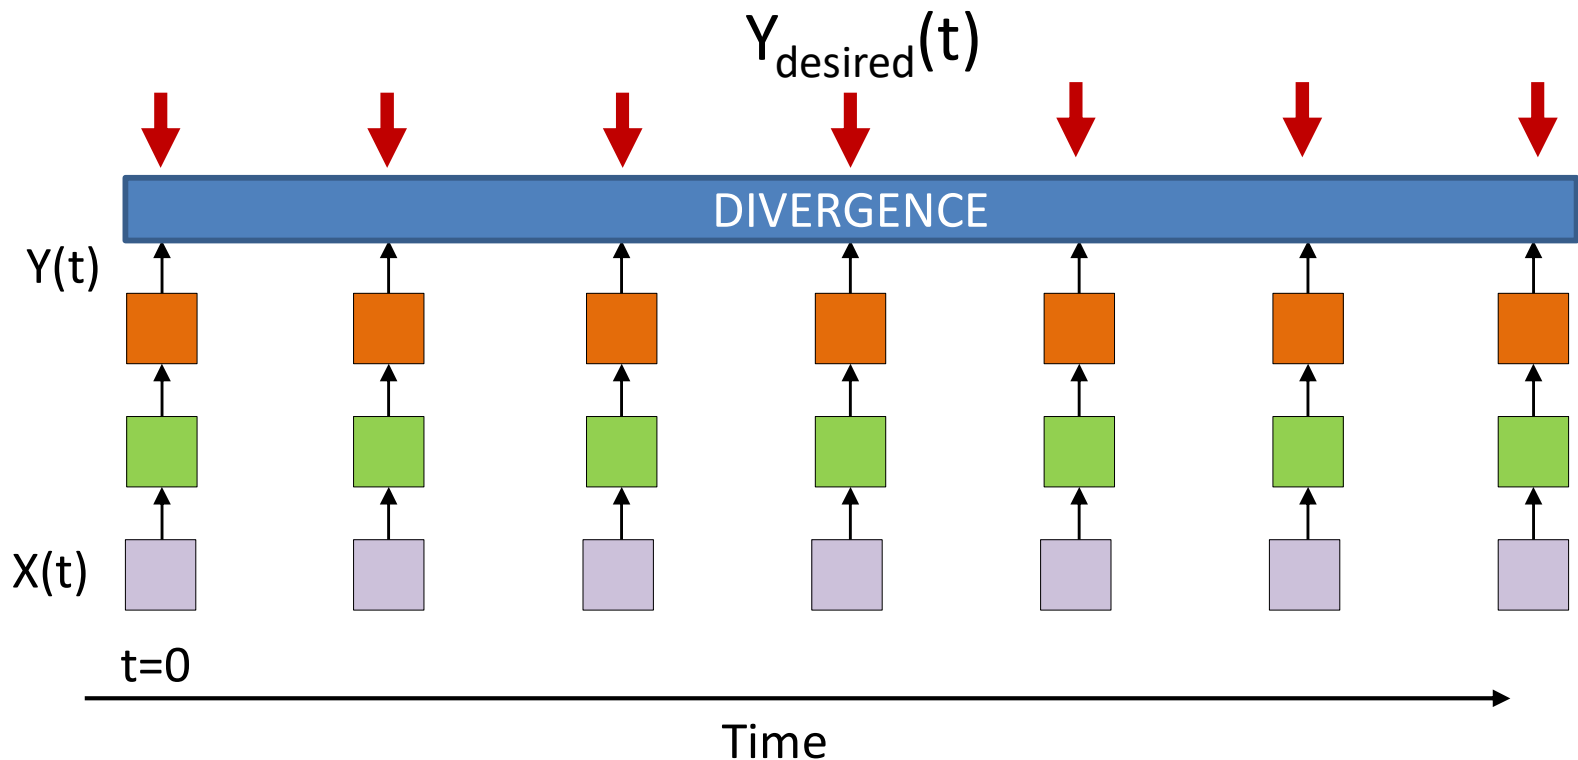 Y_desired(t)
DIVERGENCE
Y(t)
X(t)
t=0
Time